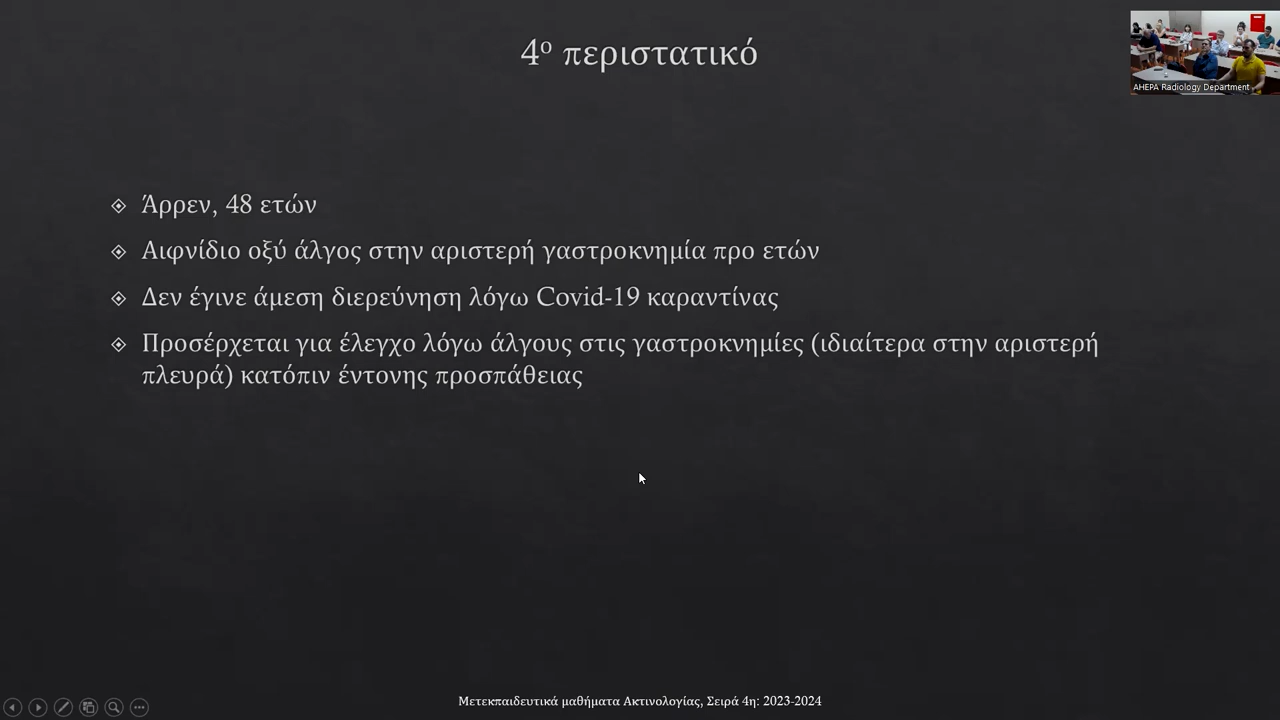 4ο περιστατικό
AHEPA Radiology Department
Άρρεν, 48 ετών
Αιφνίδιο οξύ άλγος στην αριστερή γαστροκνημία προ ετών
Δεν έγινε άμεση διερεύνηση λόγω Covid-19 καραντίνας
Προσέρχεται για έλεγχο λόγω άλγους στις γαστροκνημίες (ιδιαίτερα στην αριστερή
πλευρά) κατόπιν έντονης προσπάθειας
Μετεκπαιδευτικά μαθήματα Ακτινολογίας, Σειρά 4η: 2023-2024